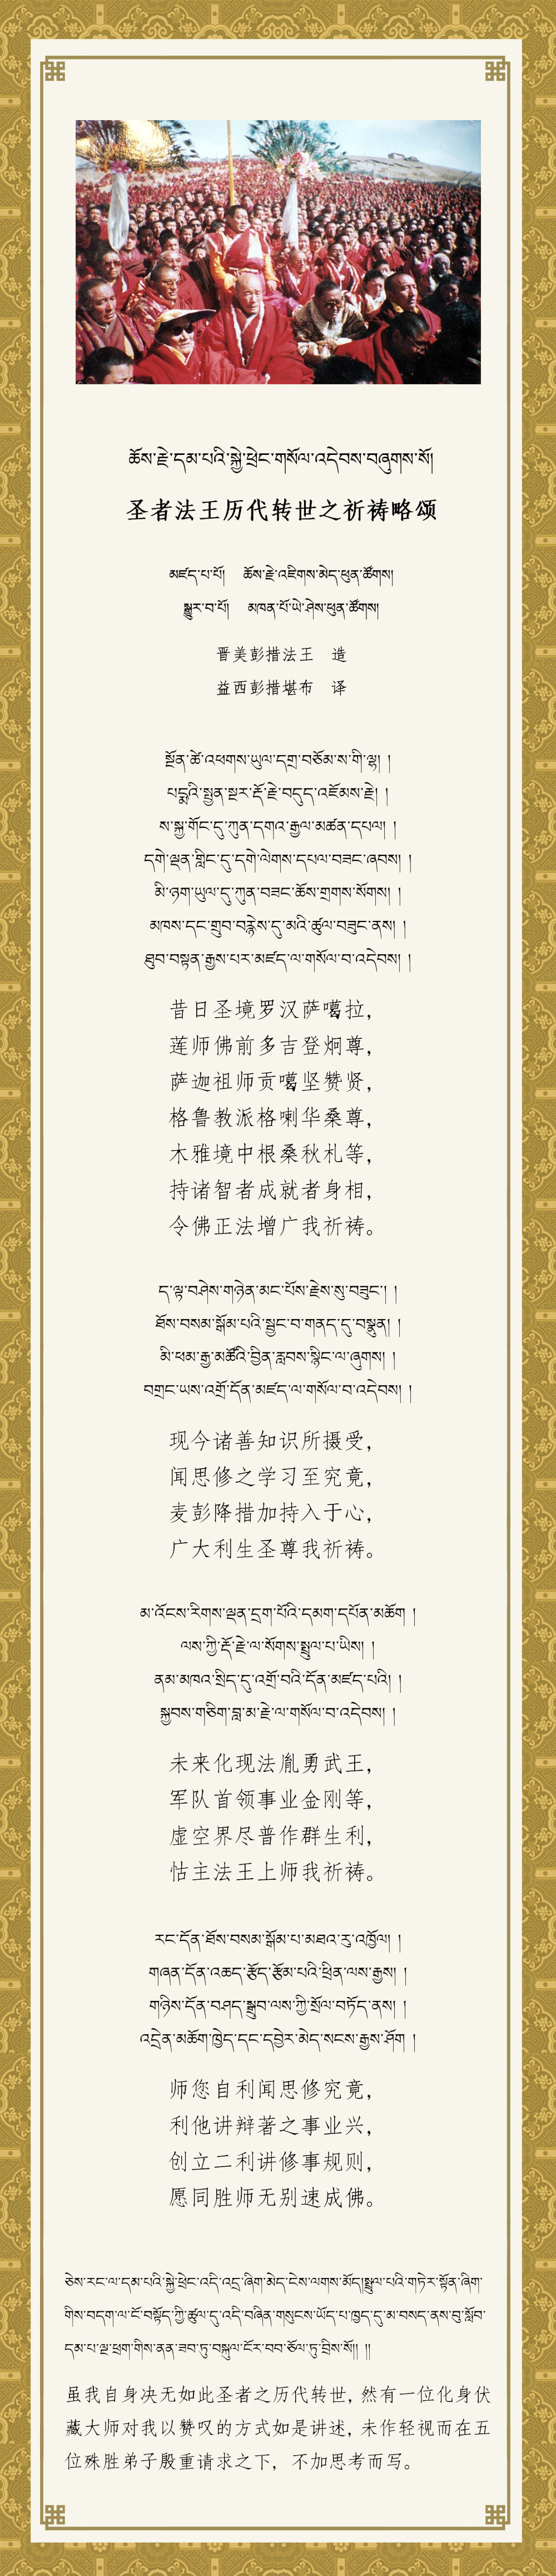 ཆོས་རྗེ་དམ་པའི་སྐྱེ་ཕྲེང་གསོལ་འདེབས་བཞུགས་སོ།
圣者法王历代转世之祈祷略颂
མཛད་པ་པོ། ཆོས་རྗེ་འཇིགས་མེད་ཕུན་ཚོགས།
སྒྱུར་བ་པོ། མཁན་པོ་ཡེ་ཤེས་ཕུན་ཚོགས།
晋美彭措法王 造
益西彭措堪布 译
སྔོན་ཚེ་འཕགས་ཡུལ་དགྲ་བཅོམ་ས་ག་ལྷ། །
པདྨའི་སྤྱན་སྔར་རྡོ་རྗེ་བདུད་འཇོམས་རྗེ། །
ས་སྐྱ་གོང་དུ་ཀུན་དགའ་རྒྱལ་མཚན་དཔལ། །
དགེ་ལྡན་གླིང་དུ་དགེ་ལེགས་དཔལ་བཟང་ཞབས། །
མི་ཉག་ཡུལ་དུ་ཀུན་བཟང་ཆོས་གྲགས་སོགས། །
མཁས་དང་གྲུབ་བརྙེས་དུ་མའི་ཚུལ་བཟུང་ནས། །
ཐུབ་བསྟན་རྒྱས་པར་མཛད་ལ་གསོལ་བ་འདེབས། །
昔日圣境罗汉萨噶拉，
莲师佛前多吉登炯尊，
萨迦祖师贡噶坚赞贤，
格鲁教派格喇华桑尊，
木雅境中根桑秋札等，
持诸智者成就者身相，
令佛正法增广我祈祷。
ད་ལྟ་བཤེས་གཉེན་མང་པོས་རྗེས་སུ་བཟུང་། །
ཐོས་བསམ་སྒོམ་པའི་སྦྱང་བ་གནད་དུ་བསྣུན། །
མི་ཕམ་རྒྱ་མཚོའི་བྱིན་རླབས་སྙིང་ལ་ཞུགས། །
བགྲང་ཡས་འགྲོ་དོན་མཛད་ལ་གསོལ་བ་འདེབས། །
现今诸善知识所摄受，
闻思修之学习至究竟，
麦彭降措加持入于心，
广大利生圣尊我祈祷。
མ་འོངས་རིགས་ལྡན་དྲག་པོའི་དམག་དཔོན་མཆོག །
ལས་ཀྱི་རྡོ་རྗེ་ལ་སོགས་སྤྲུལ་པ་ཡིས། །
ནམ་མཁའ་སྲིད་དུ་འགྲོ་བའི་དོན་མཛད་པའི། །
སྐྱབས་གཅིག་བླ་མ་རྗེ་ལ་གསོལ་བ་འདེབས། །
未来化现法胤勇武王，
军队首领事业金刚等，
虚空界尽普作群生利，
怙主法王上师我祈祷。
རང་དོན་ཐོས་བསམ་སྒོམ་པ་མཐའ་རུ་འཁྱོལ། །
གཞན་དོན་འཆད་རྩོད་རྩོམ་པའི་ཕྲིན་ལས་རྒྱས། །
གཉིས་དོན་བཤད་སྒྲུབ་ལས་ཀྱི་སྲོལ་བཏོད་ནས། །
འདྲེན་མཆོག་ཁྱེད་དང་དབྱེར་མེད་སངས་རྒྱས་ཤོག །
师您自利闻思修究竟，
利他讲辩著之事业兴，
创立二利讲修事规则，
愿同胜师无别速成佛。
ཅེས་རང་ལ་དམ་པའི་སྐྱེ་ཕྲེང་འདི་འདྲ་ཞིག་མེད་ངེས་ལགས་མོད།སྤྲུལ་པའི་གཏེར་སྟོན་ཞིག་
གིས་བདག་ལ་ངོ་བསྟོད་ཀྱི་ཚུལ་དུ་འདི་བཞིན་གསུངས་ཡོད་པ་ཁྱད་དུ་མ་བསད་ནས་བུ་སློབ་
དམ་པ་ལྔ་ཕྲག་གིས་ནན་ཟབ་ཏུ་བསྐུལ་ངོར་བབ་ཅོལ་ཏུ་བྲིས་སོ།། །།
虽我自身决无如此圣者之历代转世，然有一位化身伏
藏大师对我以赞叹的方式如是讲述，未作轻视而在五
位殊胜弟子殷重请求之下，不加思考而写。